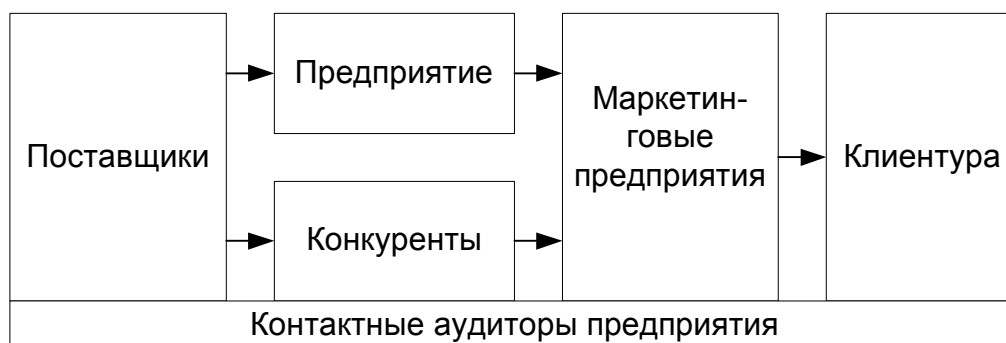 Поставщики
Предприятие
Конкуренты
Маркетин-
говые
предприятия
Клиентура
Контактные аудиторы предприятия